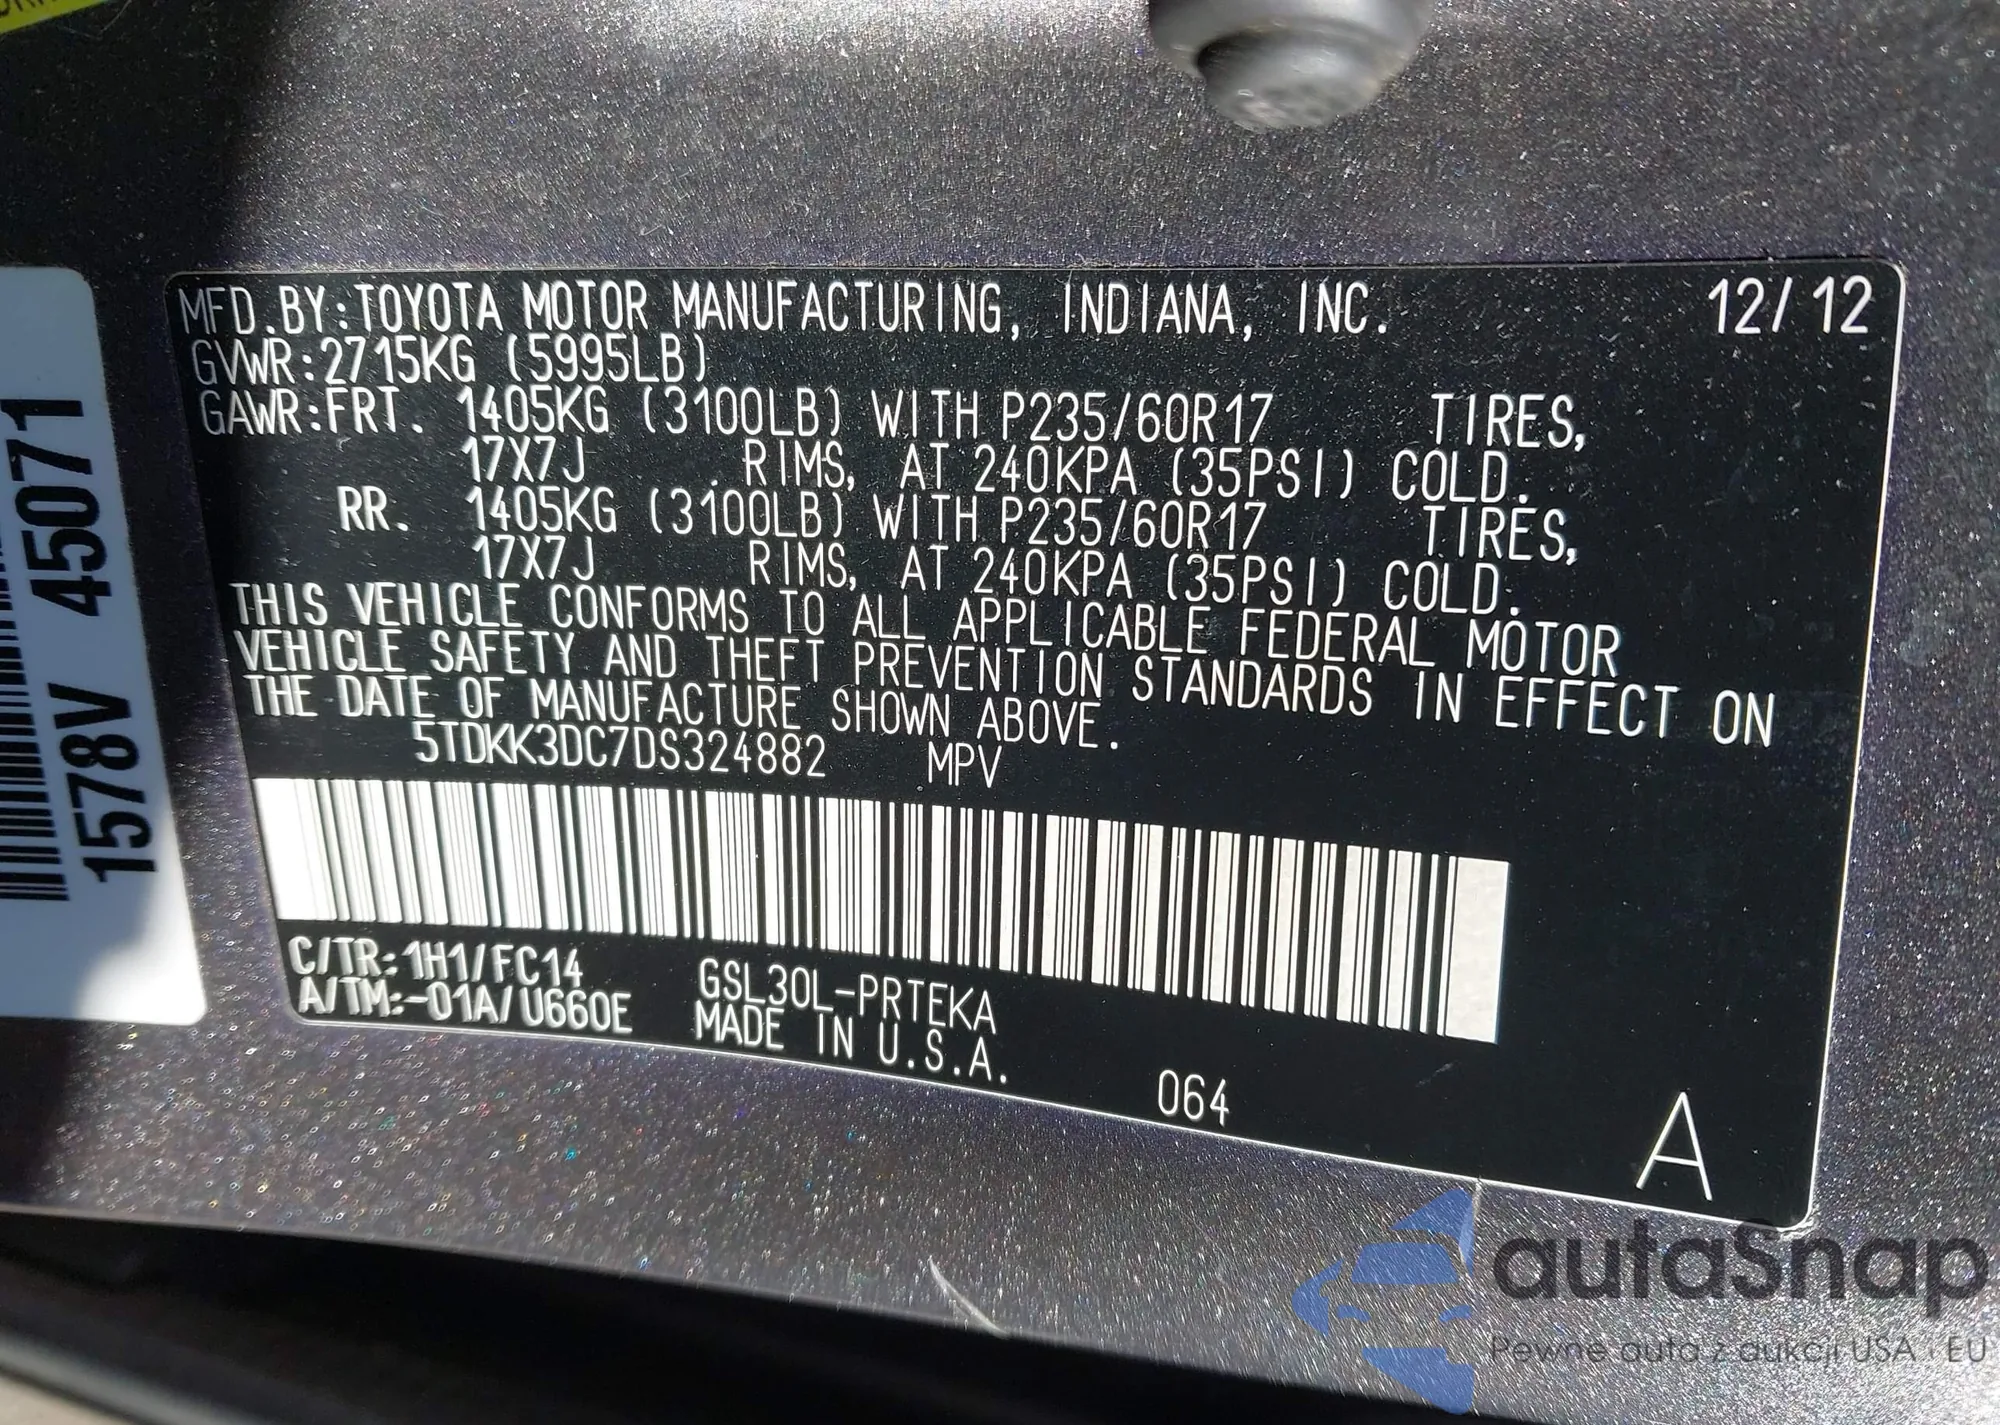 MFD.BY:TOYOTA MOTOR MANUFACTURING, INDIANA, INC. 12/12
GVWR:2715KG (5995LB)
GAWR:FRT. 1405KG (3100LB) WITH P235/60R17 TIRES,
17X7J RIMS, AT 240KPA (35PSI) COLD.
RR. 1405KG (3100LB) WITH P235/60R17 TIRES,
17X7J RIMS, AT 240KPA (35PSI) COLD.
THIS VEHICLE CONFORMS TO ALL APPLICABLE FEDERAL MOTOR
VEHICLE SAFETY AND THEFT PREVENTION STANDARDS IN EFFECT ON
THE DATE OF MANUFACTURE SHOWN ABOVE.
5TDKK3DC7DS324882 MPV
C/TR:1H1/FC14 GSL30L-PRTEKA
A/TM:-01A/U660E MADE IN U.S.A.
064
A
1578V 45071
autoSnap
Pewne auta z aukcji USA i EU